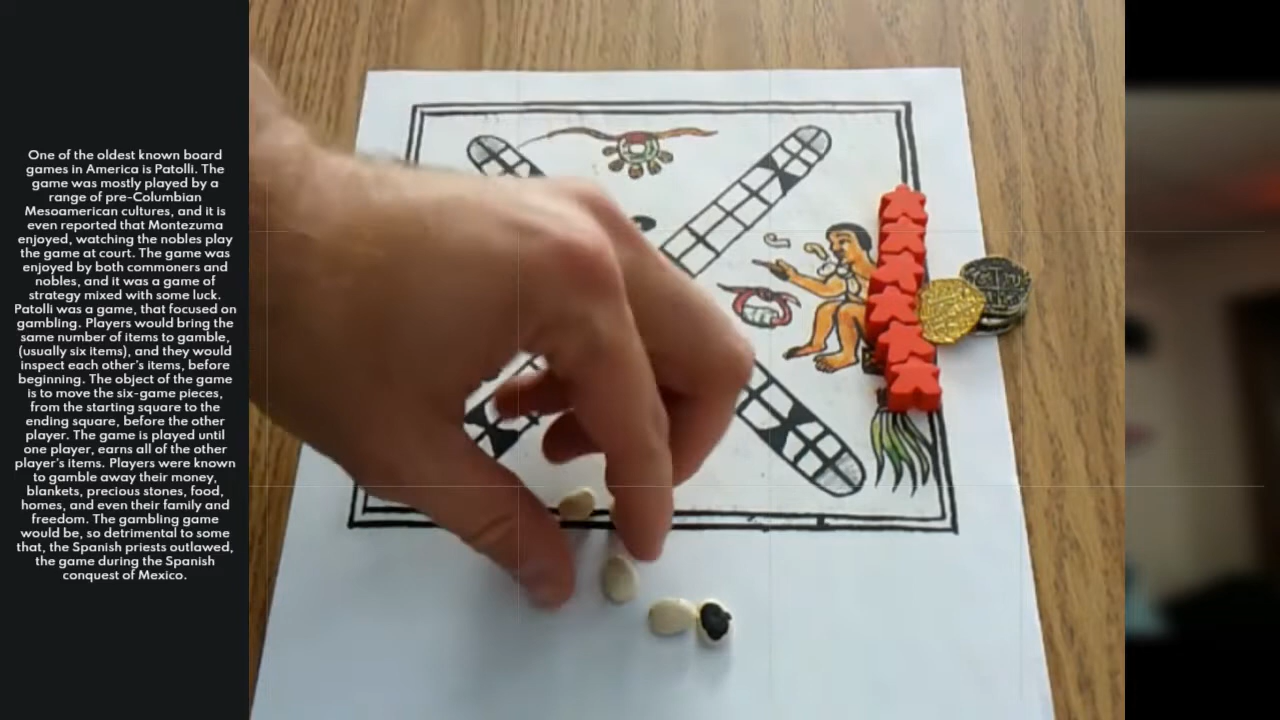 One of the oldest known board
games in America is Patolli. The
game was mostly played by a
range of pre-Columbian
Mesoamerican cultures, and it is
even reported that Montezuma
enjoyed, watching the nobles play
the game at court. The game was
enjoyed by both commoners and
nobles, and it was a game of
strategy mixed with some luck.
Patolli was a game, that focused on
gambling. Players would bring the
same number of items to gamble,
(usually six items), and they would
inspect each other's items, before
beginning. The object of the game
is to move the six-game pieces,
from the starting square to the
ending square, before the other
player. The game is played until
one player, earns all of the other
player's items. Players were known
to gamble away their money,
blankets, precious stones, food,
homes, and even their family and
freedom. The gambling game
would be, so detrimental to some
that, the Spanish priests outlawed,
the game during the Spanish
conquest of Mexico.